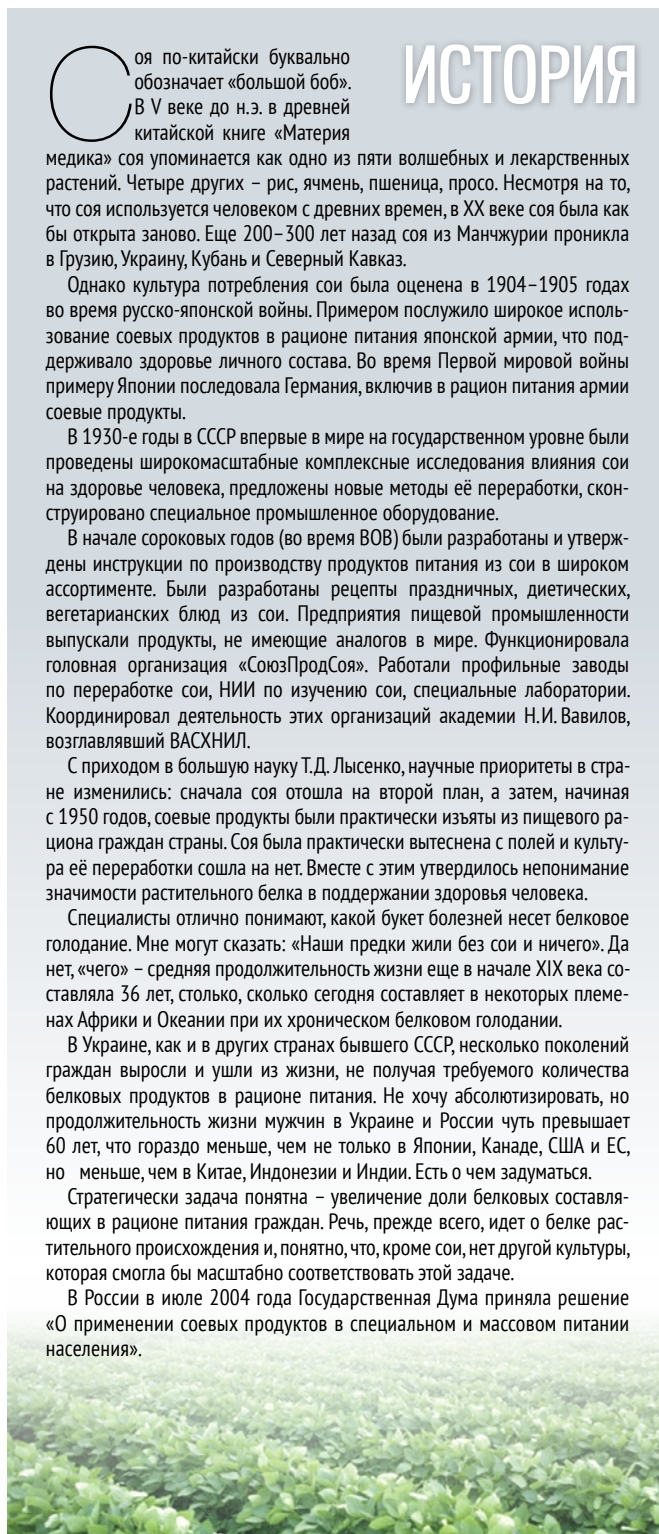 ИСТОРИЯ
Соя по-китайски буквально
обозначает «большой боб».
В V веке до н.э. в древней
китайской книге «Материя
медика» соя упоминается как одно из пяти волшебных и лекарственных
растений. Четыре других – рис, ячмень, пшеница, просо. Несмотря на то,
что соя используется человеком с древних времен, в XX веке соя была как
бы открыта заново. Еще 200–300 лет назад соя из Манчжурии проникла
в Грузию, Украину, Кубань и Северный Кавказ.
Однако культура потребления сои была оценена в 1904–1905 годах
во время русско-японской войны. Примером послужило широкое исполь-
зование соевых продуктов в рационе питания японской армии, что под-
держивало здоровье личного состава. Во время Первой мировой войны
примеру Японии последовала Германия, включив в рацион питания армии
соевые продукты.
В 1930-е годы в СССР впервые в мире на государственном уровне были
проведены широкомасштабные комплексные исследования влияния сои
на здоровье человека, предложены новые методы её переработки, скон-
струировано специальное промышленное оборудование.
В начале сороковых годов (во время ВОВ) были разработаны и утверж-
дены инструкции по производству продуктов питания из сои в широком
ассортименте. Были разработаны рецепты праздничных, диетических,
вегетарианских блюд из сои. Предприятия пищевой промышленности
выпускали продукты, не имеющие аналогов в мире. Функционировала
головная организация «СоюзПродСоя». Работали профильные заводы
по переработке сои, НИИ по изучению сои, специальные лаборатории.
Координировал деятельность этих организаций академии Н.И. Вавилов,
возглавлявший ВАСХНИЛ.
С приходом в большую науку Т.Д. Лысенко, научные приоритеты в стра-
не изменились: сначала соя отошла на второй план, а затем, начиная
с 1950 годов, соевые продукты были практически изъяты из пищевого ра-
циона граждан страны. Соя была практически вытеснена с полей и культу-
ра её переработки сошла на нет. Вместе с этим утвердилось непонимание
значимости растительного белка в поддержании здоровья человека.
Специалисты отлично понимают, какой букет болезней несет белковое
голодание. Мне могут сказать: «Наши предки жили без сои и ничего». Да
нет, «чего» – средняя продолжительность жизни еще в начале XIX века со-
ставляла 36 лет, столько, сколько сегодня составляет в некоторых племе-
нах Африки и Океании при их хроническом белковом голодании.
В Украине, как и в других странах бывшего СССР, несколько поколений
граждан выросли и ушли из жизни, не получая требуемого количества
белковых продуктов в рационе питания. Не хочу абсолютизировать, но
продолжительность жизни мужчин в Украине и России чуть превышает
60 лет, что гораздо меньше, чем не только в Японии, Канаде, США и ЕС,
но меньше, чем в Китае, Индонезии и Индии. Есть о чем задуматься.
Стратегически задача понятна – увеличение доли белковых составля-
ющих в рационе питания граждан. Речь, прежде всего, идет о белке рас-
тительного происхождения и, понятно, что, кроме сои, нет другой культуры,
которая смогла бы масштабно соответствовать этой задаче.
В России в июле 2004 года Государственная Дума приняла решение
«О применении соевых продуктов в специальном и массовом питании
населения».